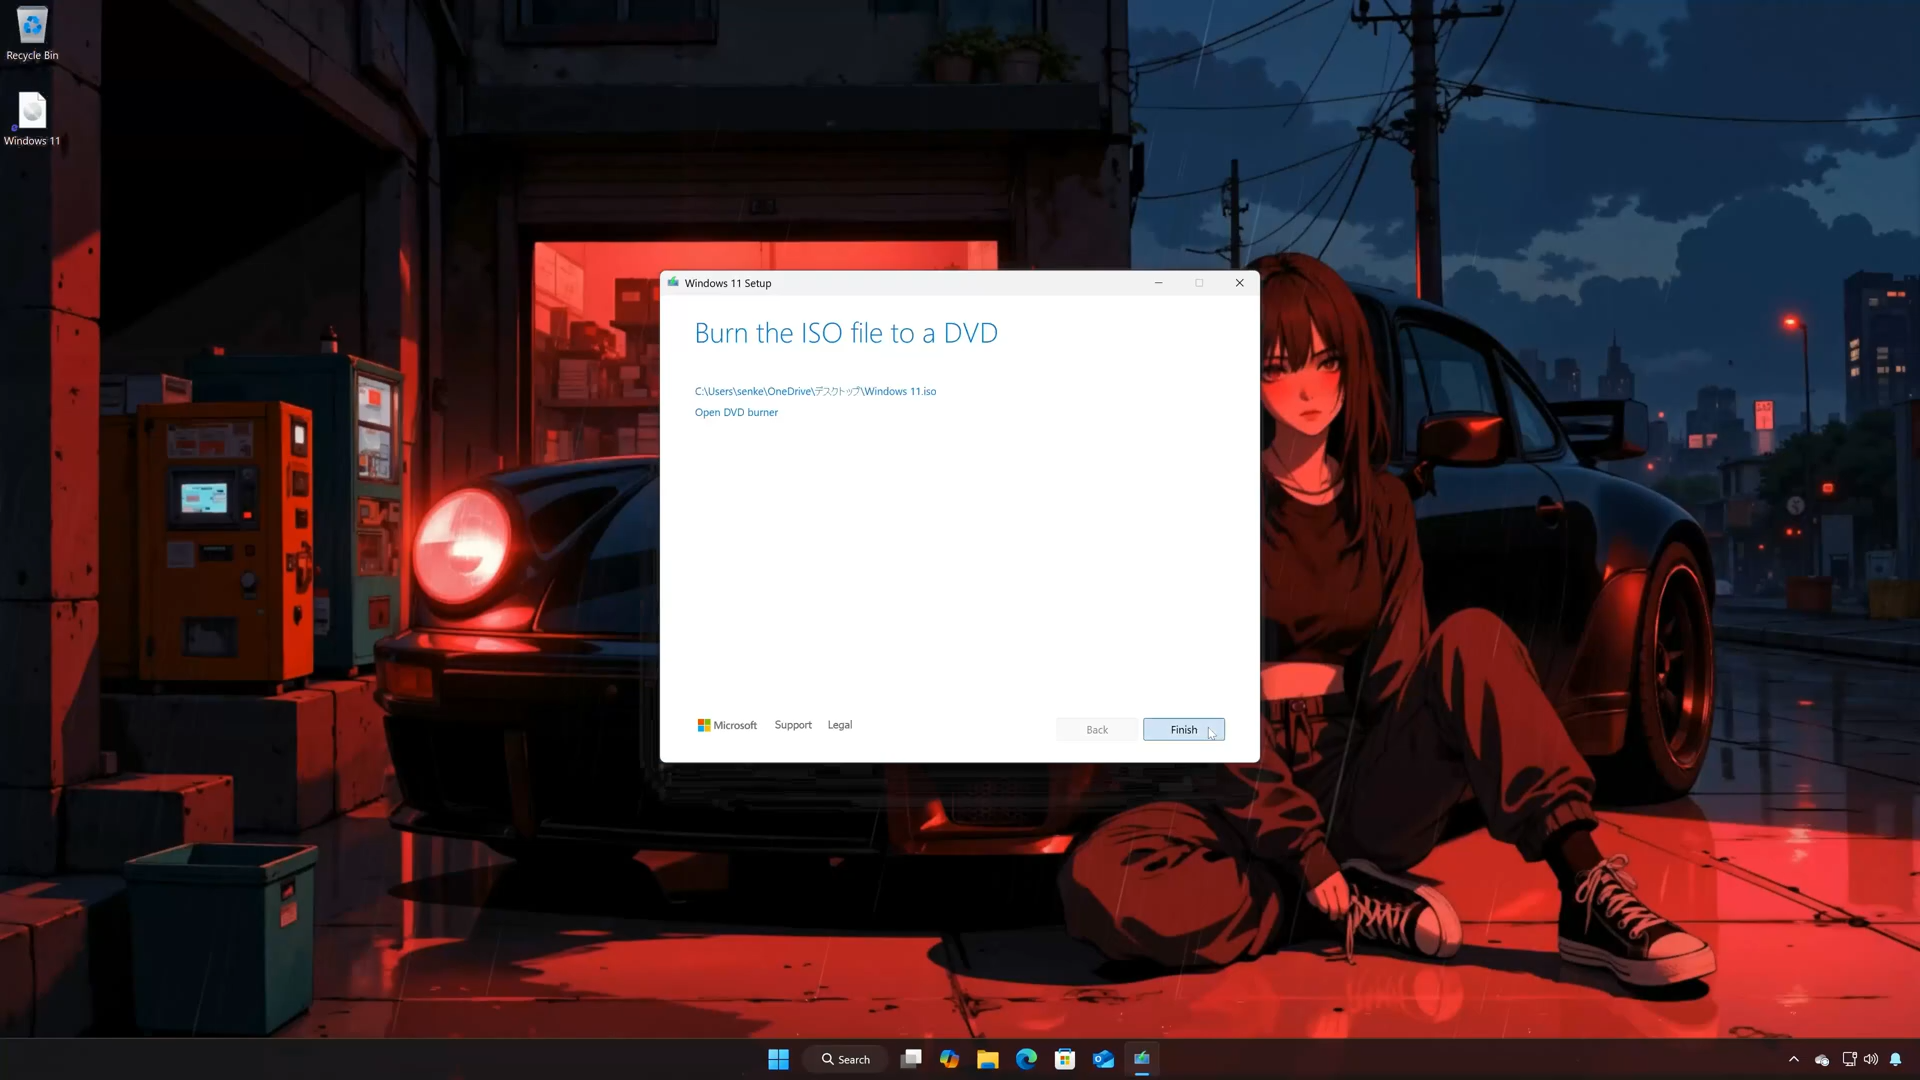 Recycle Bin
Windows 11
Windows 11 Setup
Burn the ISO file to a DVD
C:\Users\senke\OneDrive\デスクトップ\Windows 11.iso
Open DVD burner
Microsoft
Support
Legal
Back
Finish
Search